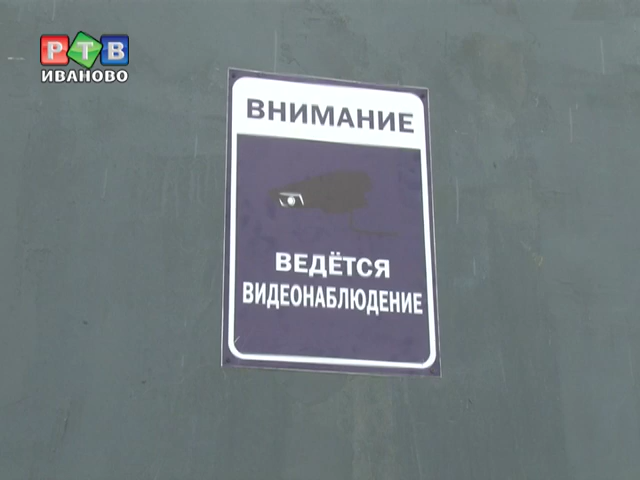 РТВ
ИВАНОВО
ВНИМАНИЕ
ВЕДЁТСЯ
ВИДЕОНАБЛЮДЕНИЕ